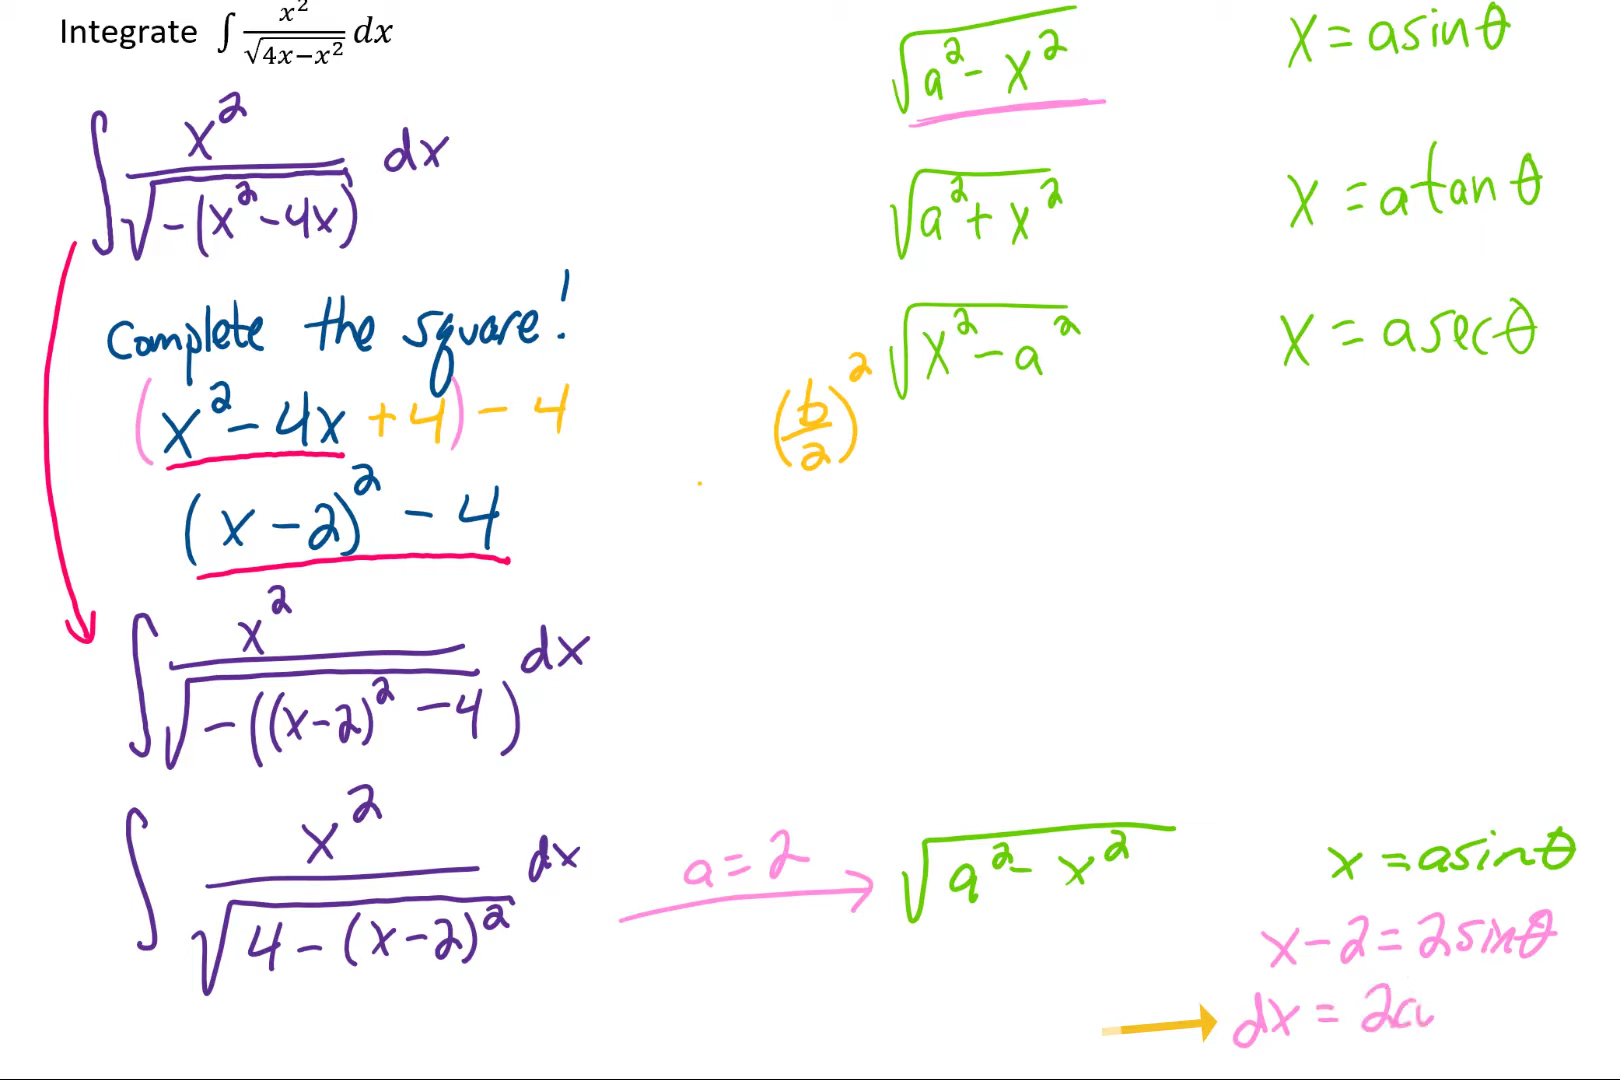 Integrate ∫ x²/√(4x−x²) dx
∫ x²/√(-(x²-4x)) dx
Complete the square!
(x²-4x+4)-4
(b/2)²
(x-2)²-4
∫ x²/√(-((x-2)²-4)) dx
∫ x²/√(4-(x-2)²) dx
a=2
√(a²-x²) x=asinθ
√(a²+x²) x=atanθ
√(x²-a²) x=asecθ
√(a²-x²) x=asinθ
x-2=2sinθ
dx=2co